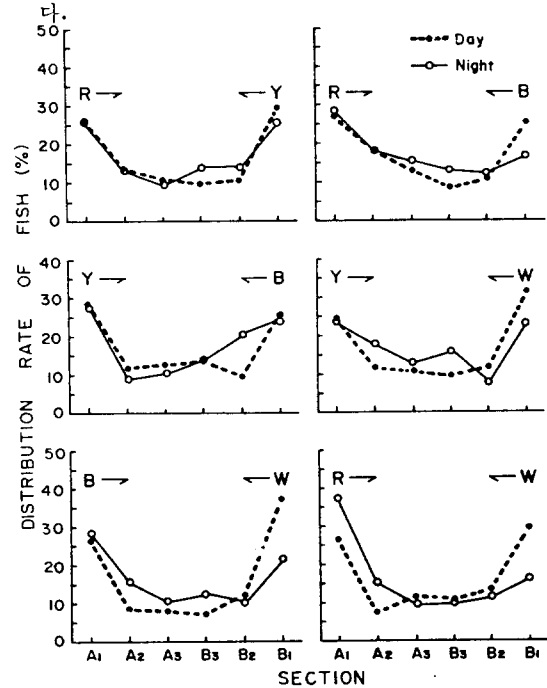 다.
50
40
30
20
10
0
R → ← Y
Day
Night
R → ← B
40
30
20
10
0
Y → ← B
Y → ← W
50
40
30
20
10
0
B → ← W
R → ← W
DISTRIBUTION RATE OF FISH (%)
A1 A2 A3 B3 B2 B1
A1 A2 A3 B3 B2 B1
SECTION